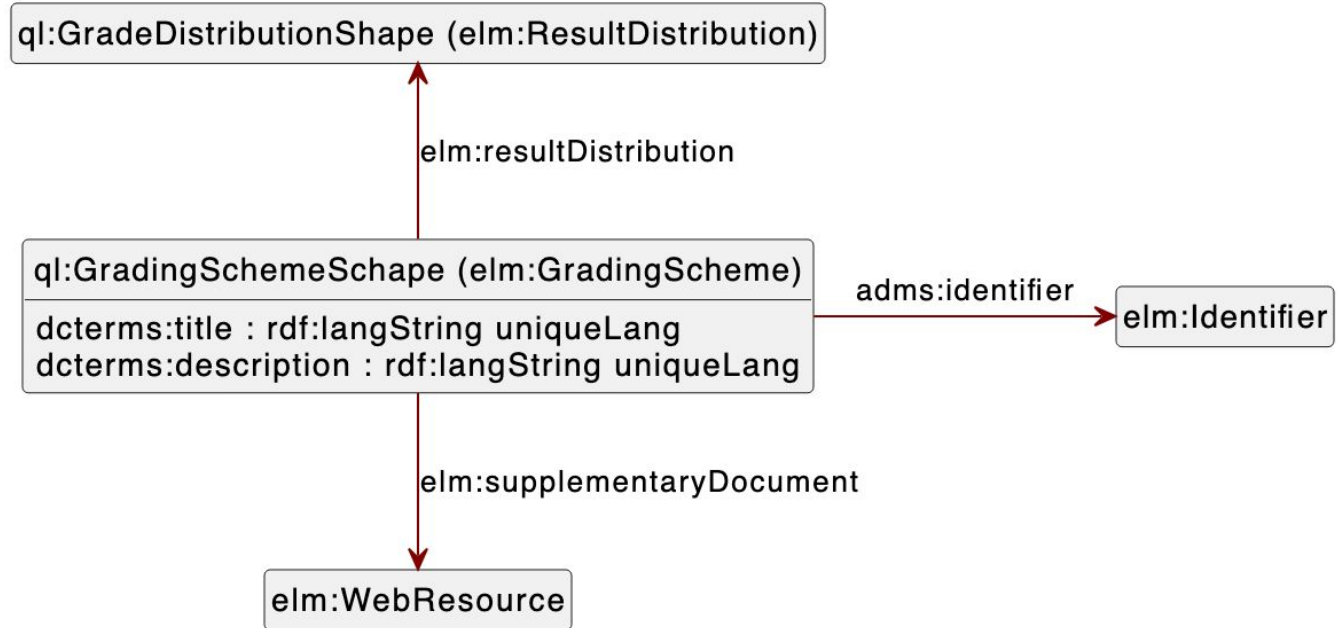 ql:GradeDistributionShape (elm:ResultDistribution)
elm:resultDistribution
ql:GradingSchemeSchape (elm:GradingScheme)
dcterms:title : rdf:langString uniqueLang
dcterms:description : rdf:langString uniqueLang
adms:identifier
elm:Identifier
elm:supplementaryDocument
elm:WebResource